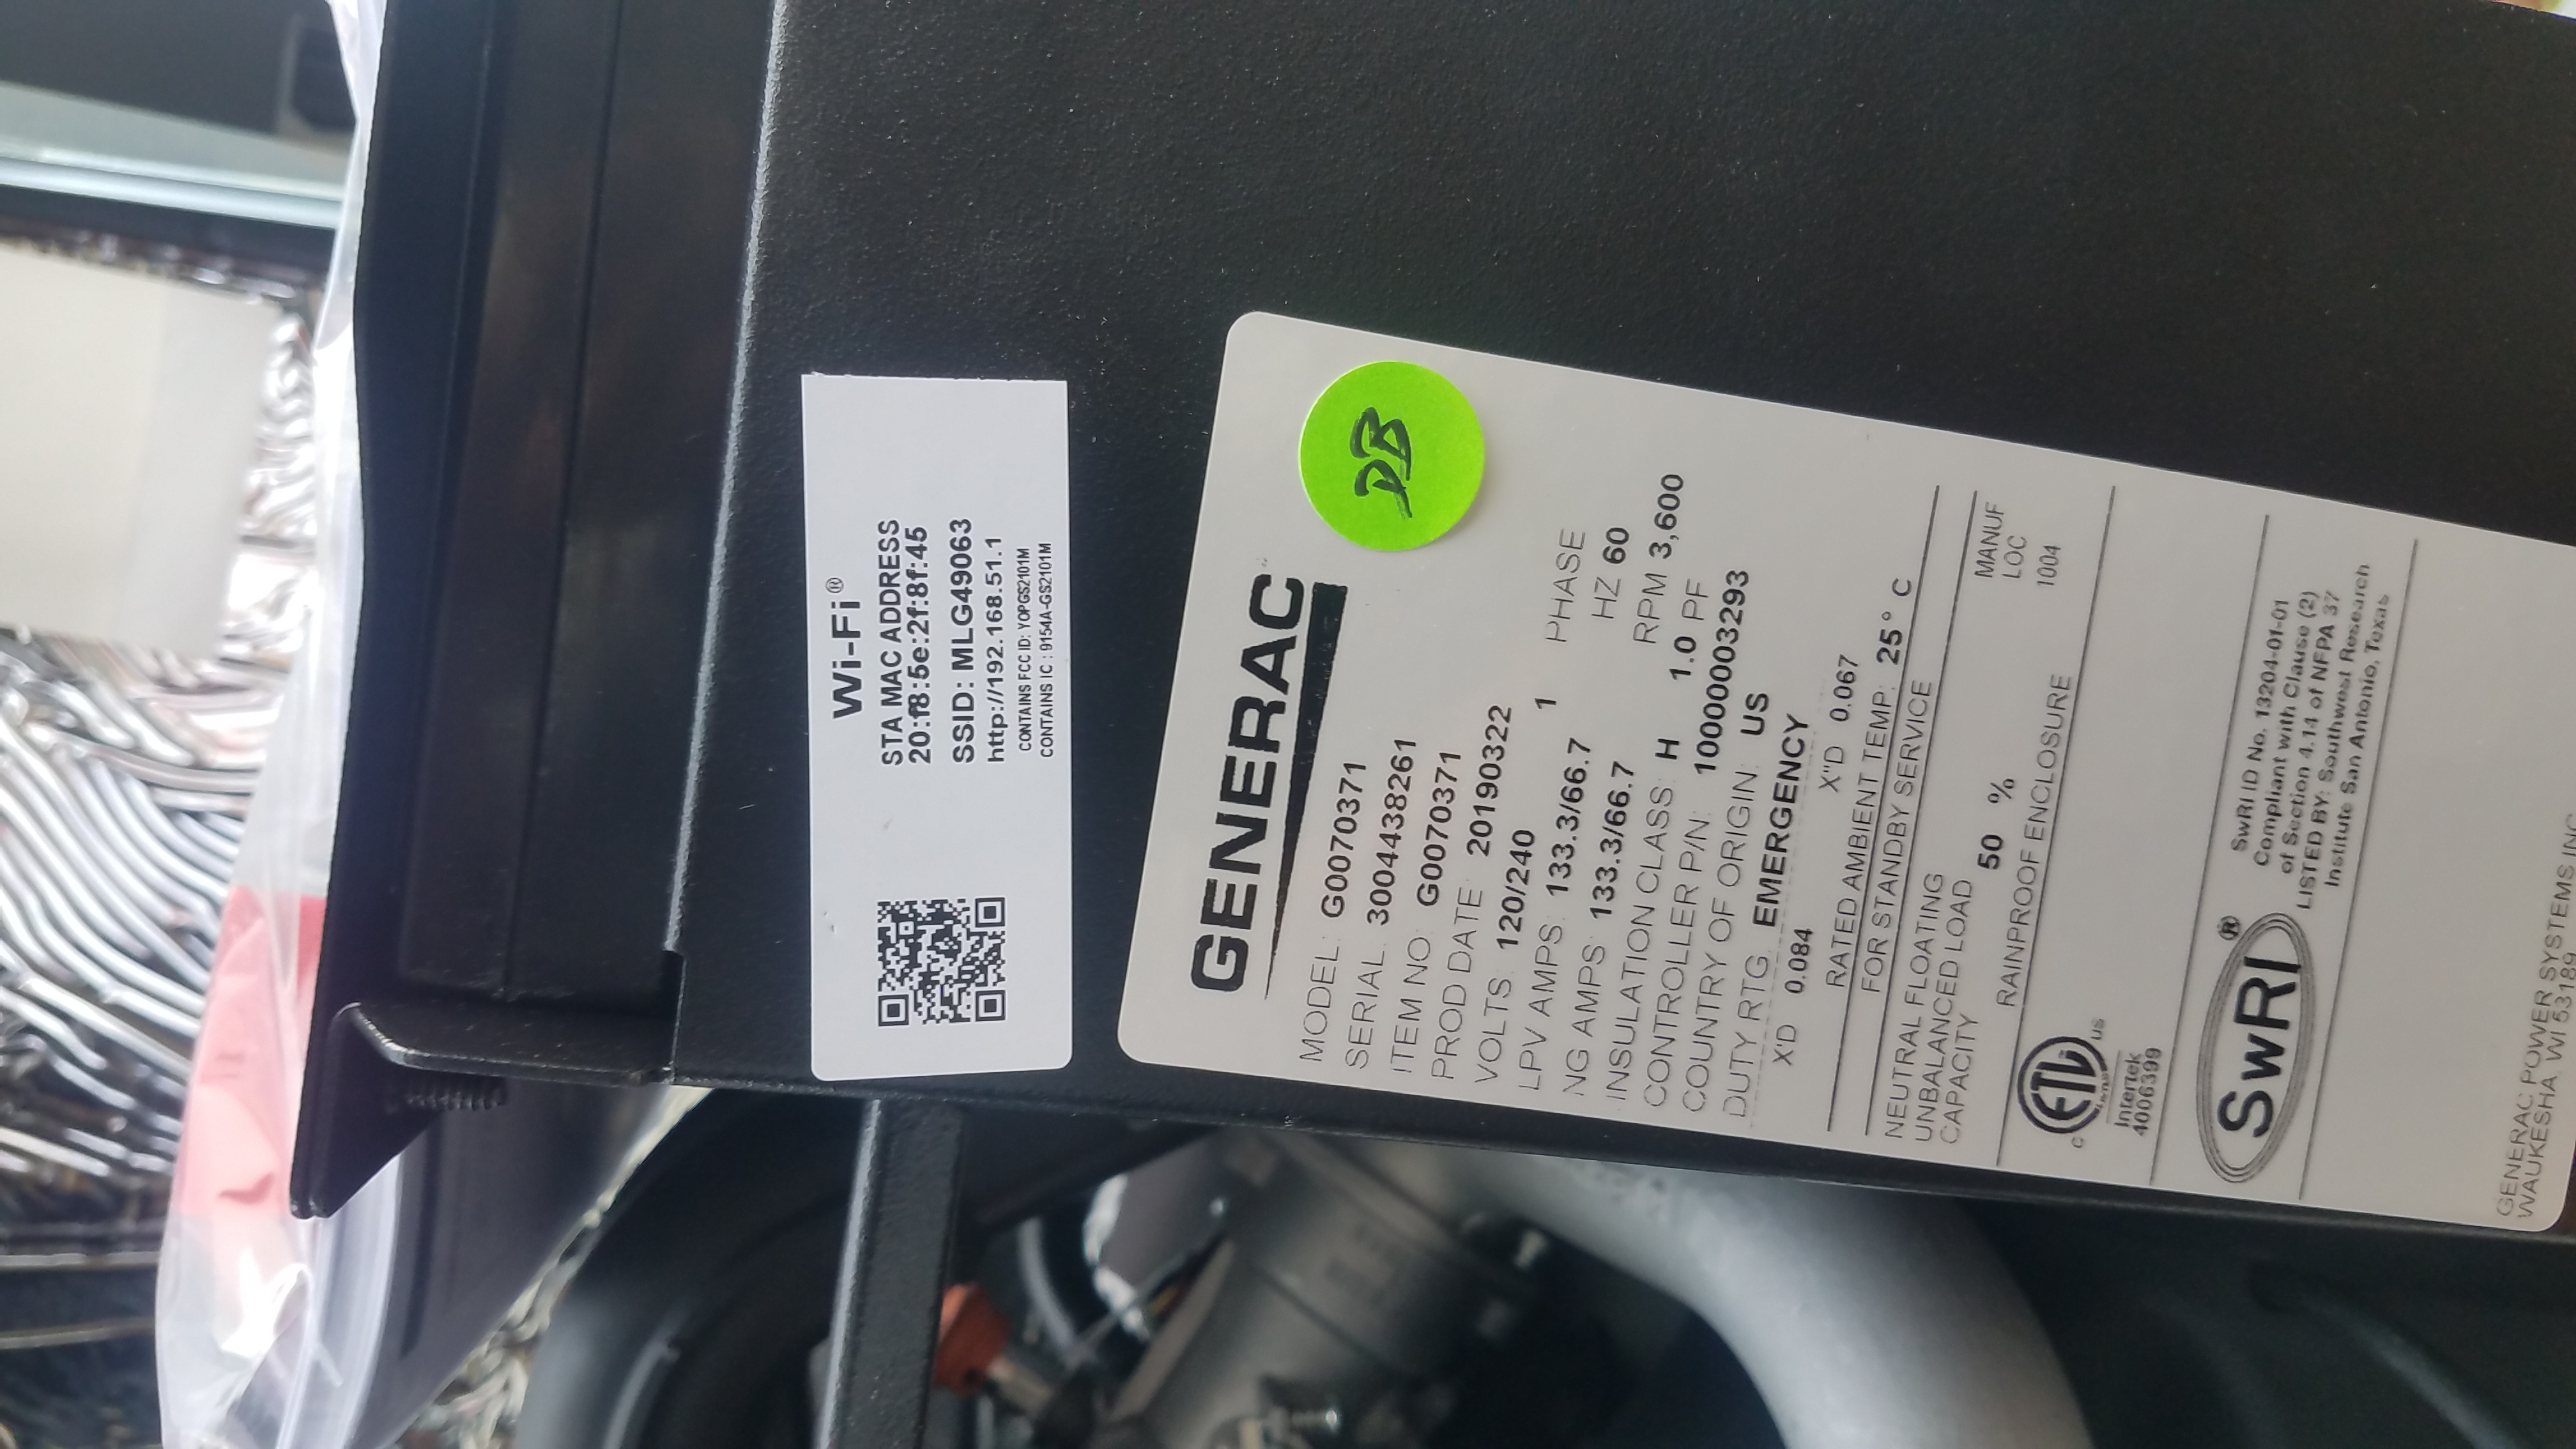 Wi-Fi®
STA MAC ADDRESS
20:f8:5e:2f:8f:45
SSID: MLG49063
http://192.168.51.1
CONTAINS FCC ID: YOPGS2101M
CONTAINS IC : 9154A-GS2101M
GENERAC
DB
MODEL: G0070371
SERIAL 3004438261
ITEM NO G0070371
PROD DATE: 20190322
VOLTS 120/240 1 PHASE
LPV AMPS: 133.3/66.7 HZ 60
NG AMPS 133.3/66.7 RPM 3,600
INSULATION CLASS: H 1.0 PF
CONTROLLER P/N: 10000003293
COUNTRY OF ORIGIN: US
DUTY RTG EMERGENCY
X'D 0.084 X"D 0.067
RATED AMBIENT TEMP: 25° C
FOR STANDBY SERVICE
NEUTRAL FLOATING
UNBALANCED LOAD
CAPACITY 50 %
MANUF
LOC
1004
RAINPROOF ENCLOSURE
C ETL US
LISTED
Intertek
4006399
SwRI®
SwRI ID No. 13204-01-01
Compliant with Clause (2)
of Section 4.14 of NFPA 37
LISTED BY: Southwest Research
Institute San Antonio, Texas
GENERAC POWER SYSTEMS INC
WAUKESHA, WI 53189